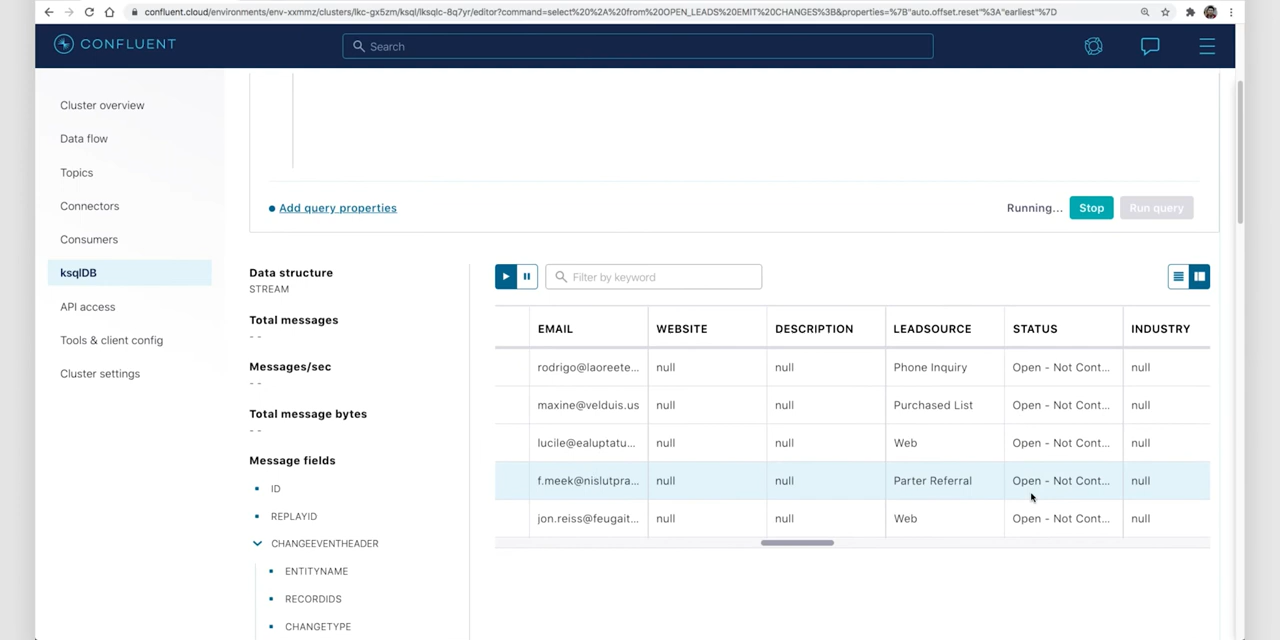 confluent.cloud/environments/env-xxmmz/clusters/lkc-gx5zm/ksql/lksqlc-8q7yr/editor?command=select%20%2A%20from%20OPEN_LEADS%20EMIT%20CHANGES%3B&properties=%7B"auto.offset.reset"%3A"earliest"%7D
CONFLUENT
Search
Cluster overview
Data flow
Topics
Connectors
Consumers
ksqlDB
API access
Tools & client config
Cluster settings
Add query properties
Running... Stop Run query
Data structure
STREAM
Total messages
- -
Messages/sec
- -
Total message bytes
- -
Message fields
ID
REPLAYID
CHANGEEVENTHEADER
ENTITYNAME
RECORDIDS
CHANGETYPE
Filter by keyword
EMAIL WEBSITE DESCRIPTION LEADSOURCE STATUS INDUSTRY
rodrigo@laoreete... null null Phone Inquiry Open - Not Cont... null
maxine@velduis.us null null Purchased List Open - Not Cont... null
lucile@ealuptatu... null null Web Open - Not Cont... null
f.meek@nislutpra... null null Parter Referral Open - Not Cont... null
jon.reiss@feugait... null null Web Open - Not Cont... null